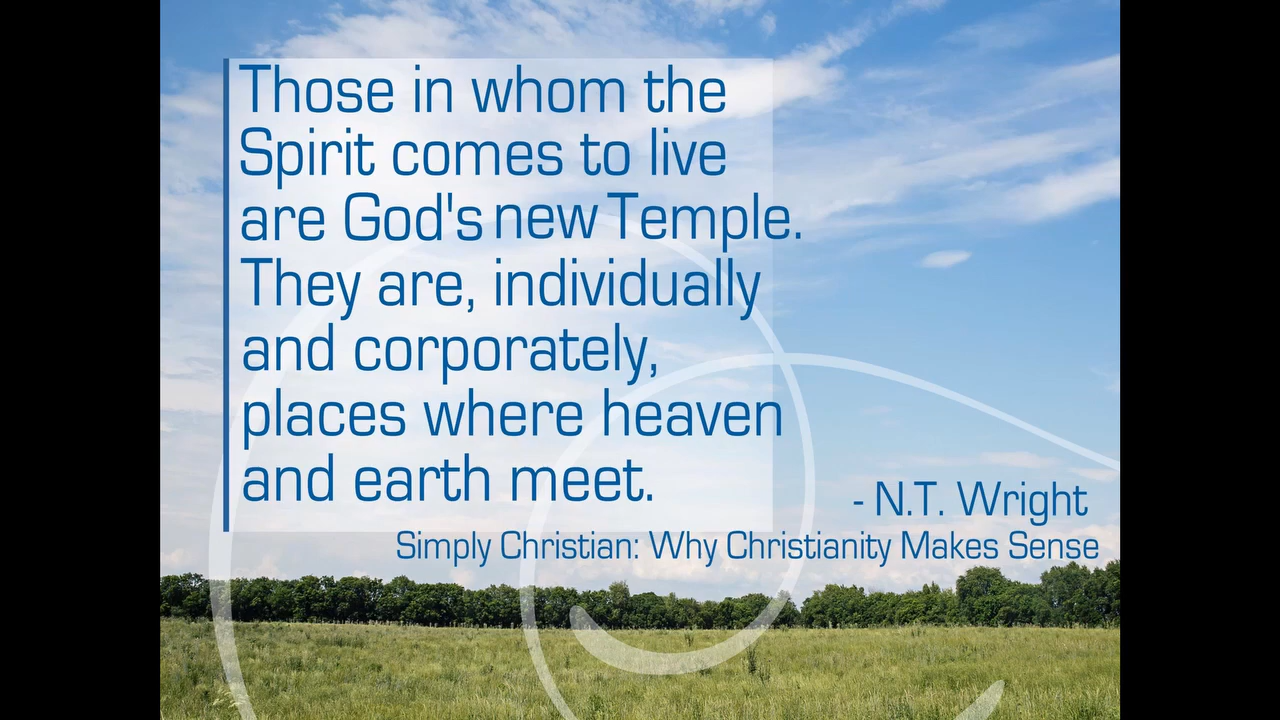 Those in whom the
Spirit comes to live
are God's new Temple.
They are, individually
and corporately,
places where heaven
and earth meet.
- N.T. Wright
Simply Christian: Why Christianity Makes Sense